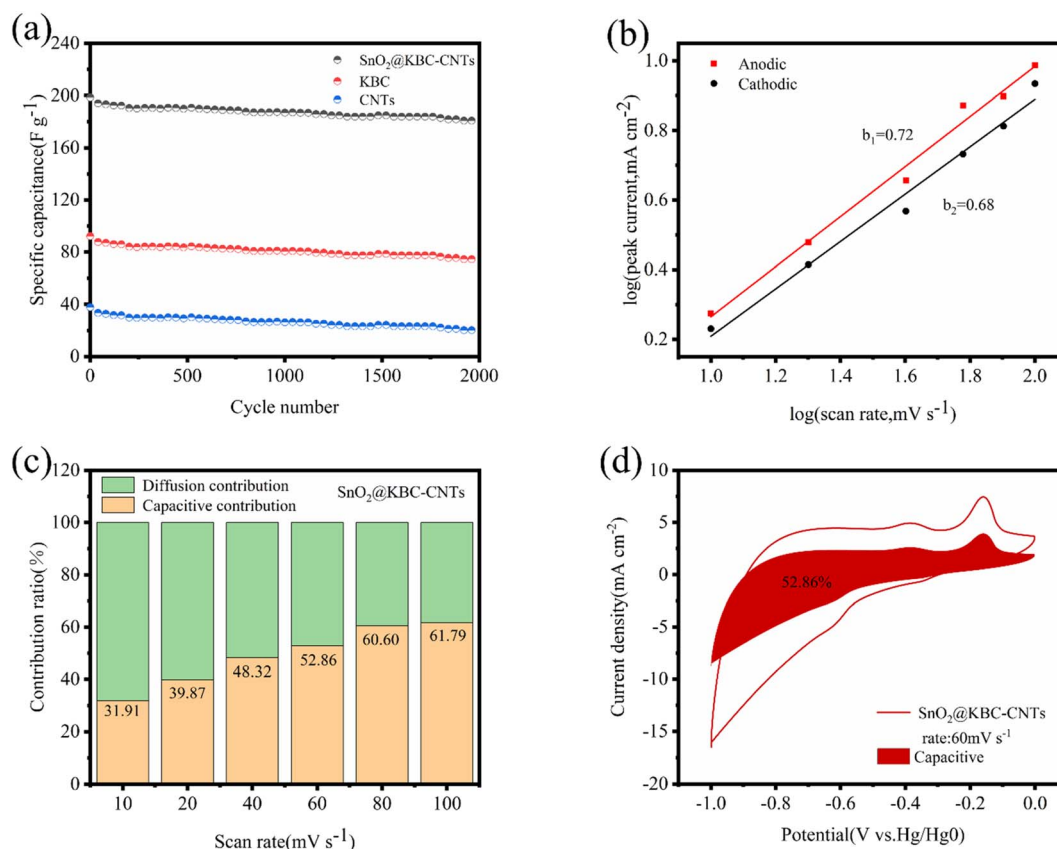 (a)
240
200
160
120
80
40
0
Specific capacitance(F g-1)
SnO2@KBC-CNTs
KBC
CNTs
0
500
1000
1500
2000
Cycle number
(b)
1.0
0.8
0.6
0.4
0.2
log(peak current,mA cm-2)
Anodic
Cathodic
b1=0.72
b2=0.68
1.0
1.2
1.4
1.6
1.8
2.0
log(scan rate,mV s-1)
(c)
120
100
80
60
40
20
0
Contribution ratio(%)
Diffusion contribution
Capacitive contribution
SnO2@KBC-CNTs
31.91
39.87
48.32
52.86
60.60
61.79
10
20
40
60
80
100
Scan rate(mV s-1)
(d)
10
5
0
-5
-10
-15
-20
Current density(mA cm-2)
52.86%
SnO2@KBC-CNTs
rate:60mV s-1
Capacitive
-1.0
-0.8
-0.6
-0.4
-0.2
0.0
Potential(V vs.Hg/Hg0)